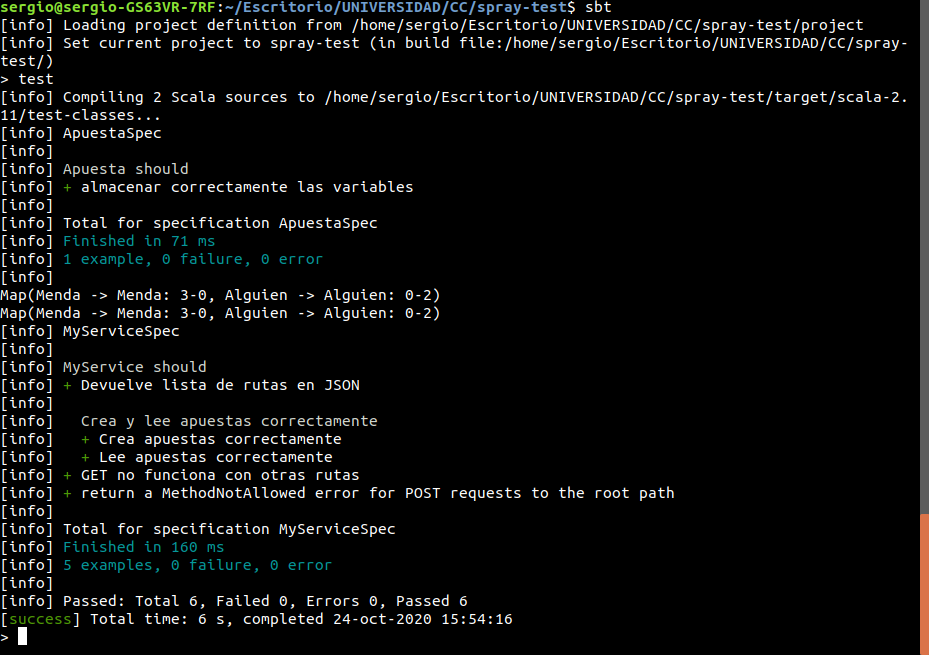 sergio@sergio-GS63VR-7RF:~/Escritorio/UNIVERSIDAD/CC/spray-test$ sbt
[info] Loading project definition from /home/sergio/Escritorio/UNIVERSIDAD/CC/spray-test/project
[info] Set current project to spray-test (in build file:/home/sergio/Escritorio/UNIVERSIDAD/CC/spray-
test/)
> test
[info] Compiling 2 Scala sources to /home/sergio/Escritorio/UNIVERSIDAD/CC/spray-test/target/scala-2.
11/test-classes...
[info] ApuestaSpec
[info]
[info] Apuesta should
[info] + almacenar correctamente las variables
[info]
[info] Total for specification ApuestaSpec
[info] Finished in 71 ms
[info] 1 example, 0 failure, 0 error
[info]
Map(Menda -> Menda: 3-0, Alguien -> Alguien: 0-2)
Map(Menda -> Menda: 3-0, Alguien -> Alguien: 0-2)
[info] MyServiceSpec
[info]
[info] MyService should
[info] + Devuelve lista de rutas en JSON
[info]
[info]   Crea y lee apuestas correctamente
[info]   + Crea apuestas correctamente
[info]   + Lee apuestas correctamente
[info] + GET no funciona con otras rutas
[info] + return a MethodNotAllowed error for POST requests to the root path
[info]
[info] Total for specification MyServiceSpec
[info] Finished in 160 ms
[info] 5 examples, 0 failure, 0 error
[info]
[info] Passed: Total 6, Failed 0, Errors 0, Passed 6
[success] Total time: 6 s, completed 24-oct-2020 15:54:16
>